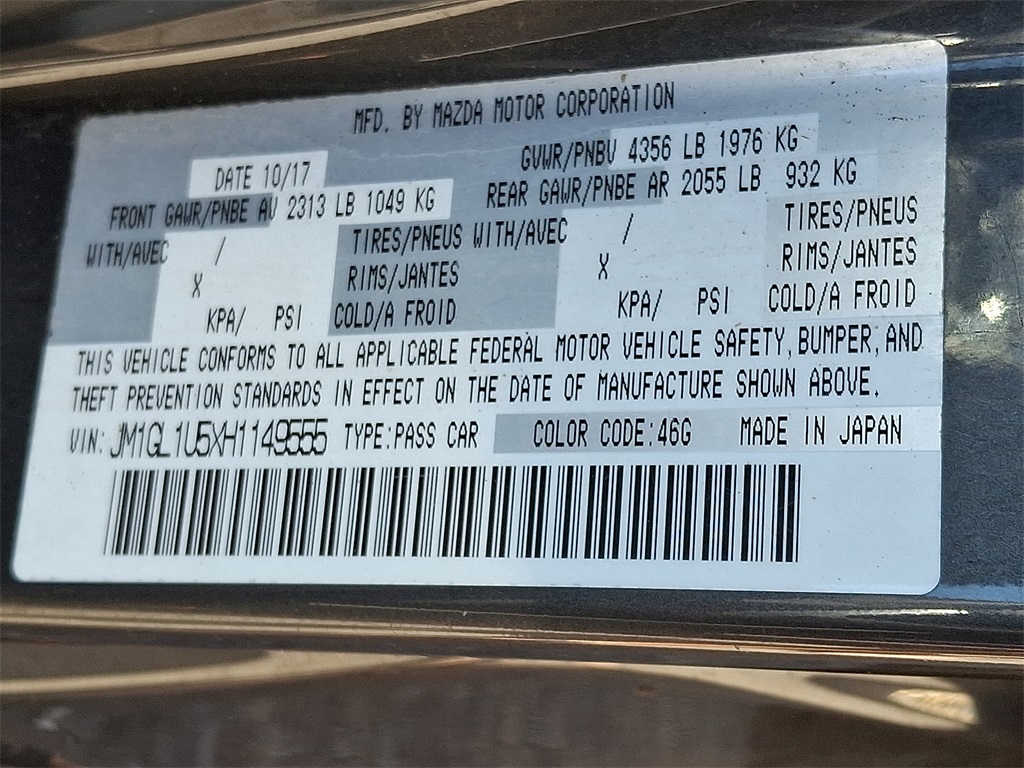 MFD. BY MAZDA MOTOR CORPORATION
DATE 10/17 GVWR/PNBV 4356 LB 1976 KG
FRONT GAWR/PNBE AV 2313 LB 1049 KG REAR GAWR/PNBE AR 2055 LB 932 KG
WITH/AVEC / TIRES/PNEUS WITH/AVEC / TIRES/PNEUS
X RIMS/JANTES X RIMS/JANTES
KPA/ PSI COLD/A FROID KPA/ PSI COLD/A FROID
THIS VEHICLE CONFORMS TO ALL APPLICABLE FEDERAL MOTOR VEHICLE SAFETY, BUMPER, AND
THEFT PREVENTION STANDARDS IN EFFECT ON THE DATE OF MANUFACTURE SHOWN ABOVE.
VIN: JM1GL1U5XH1149555 TYPE:PASS CAR COLOR CODE:46G MADE IN JAPAN